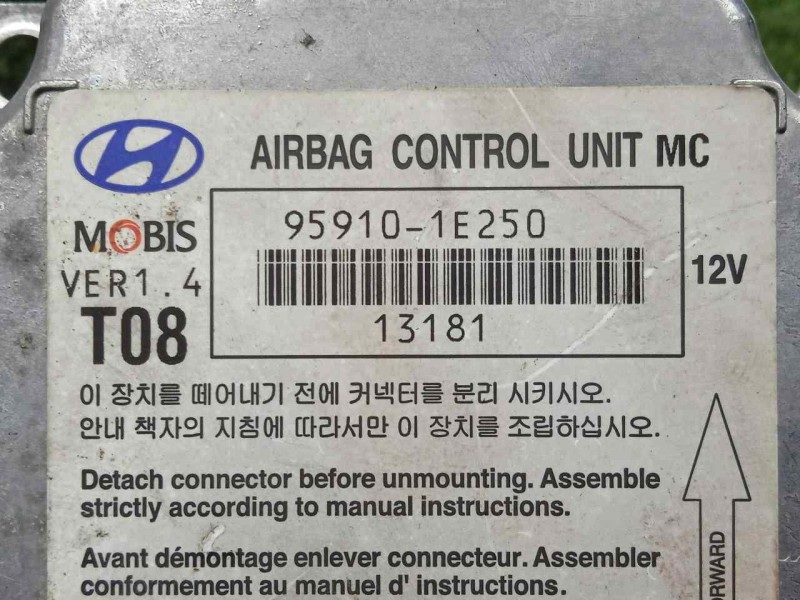 AIRBAG CONTROL UNIT MC
MOBIS
95910-1E250
VER1.4
12V
T08
13181
이 장치를 떼어내기 전에 커넥터를 분리 시키시오.
안내 책자의 지침에 따라서만 이 장치를 조립하십시오.
Detach connector before unmounting. Assemble
strictly according to manual instructions.
Avant démontage enlever connecteur. Assembler
conformement au manuel d' instructions.